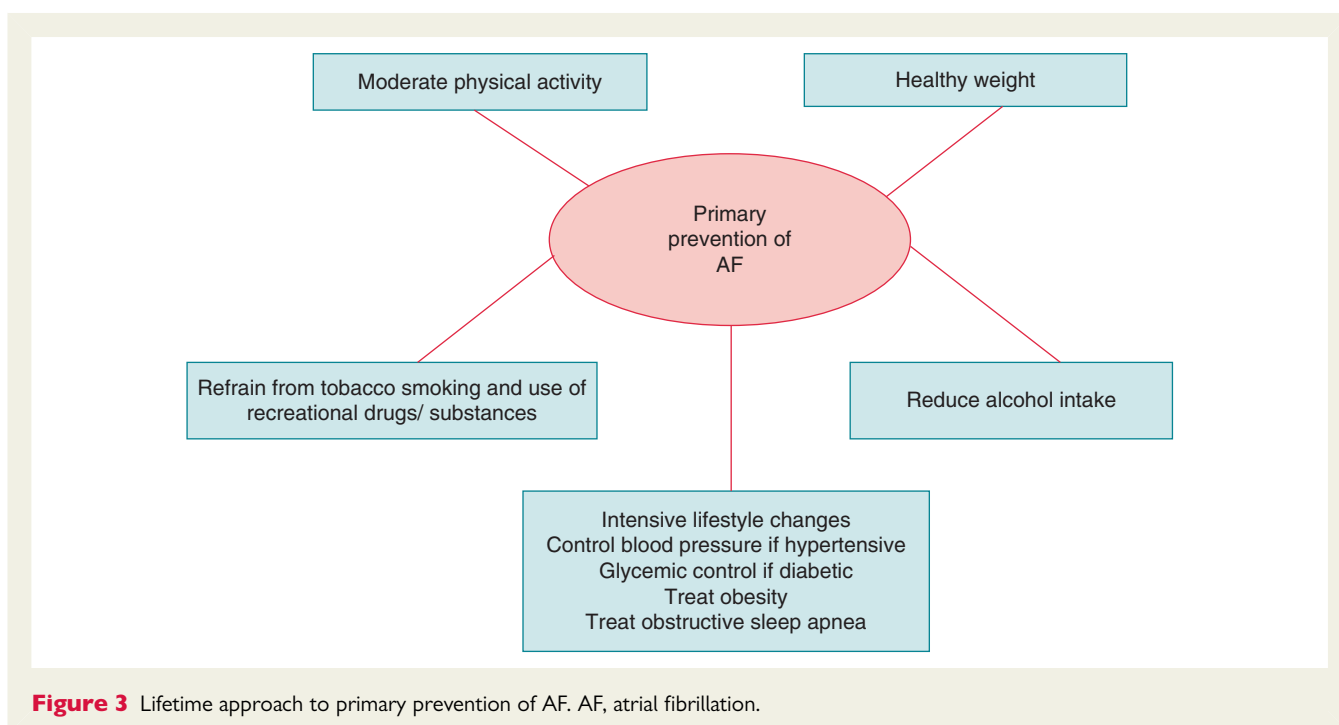 Moderate physical activity
Healthy weight
Primary
prevention of
AF
Refrain from tobacco smoking and use of
recreational drugs/ substances
Reduce alcohol intake
Intensive lifestyle changes
Control blood pressure if hypertensive
Glycemic control if diabetic
Treat obesity
Treat obstructive sleep apnea
Figure 3 Lifetime approach to primary prevention of AF. AF, atrial fibrillation.